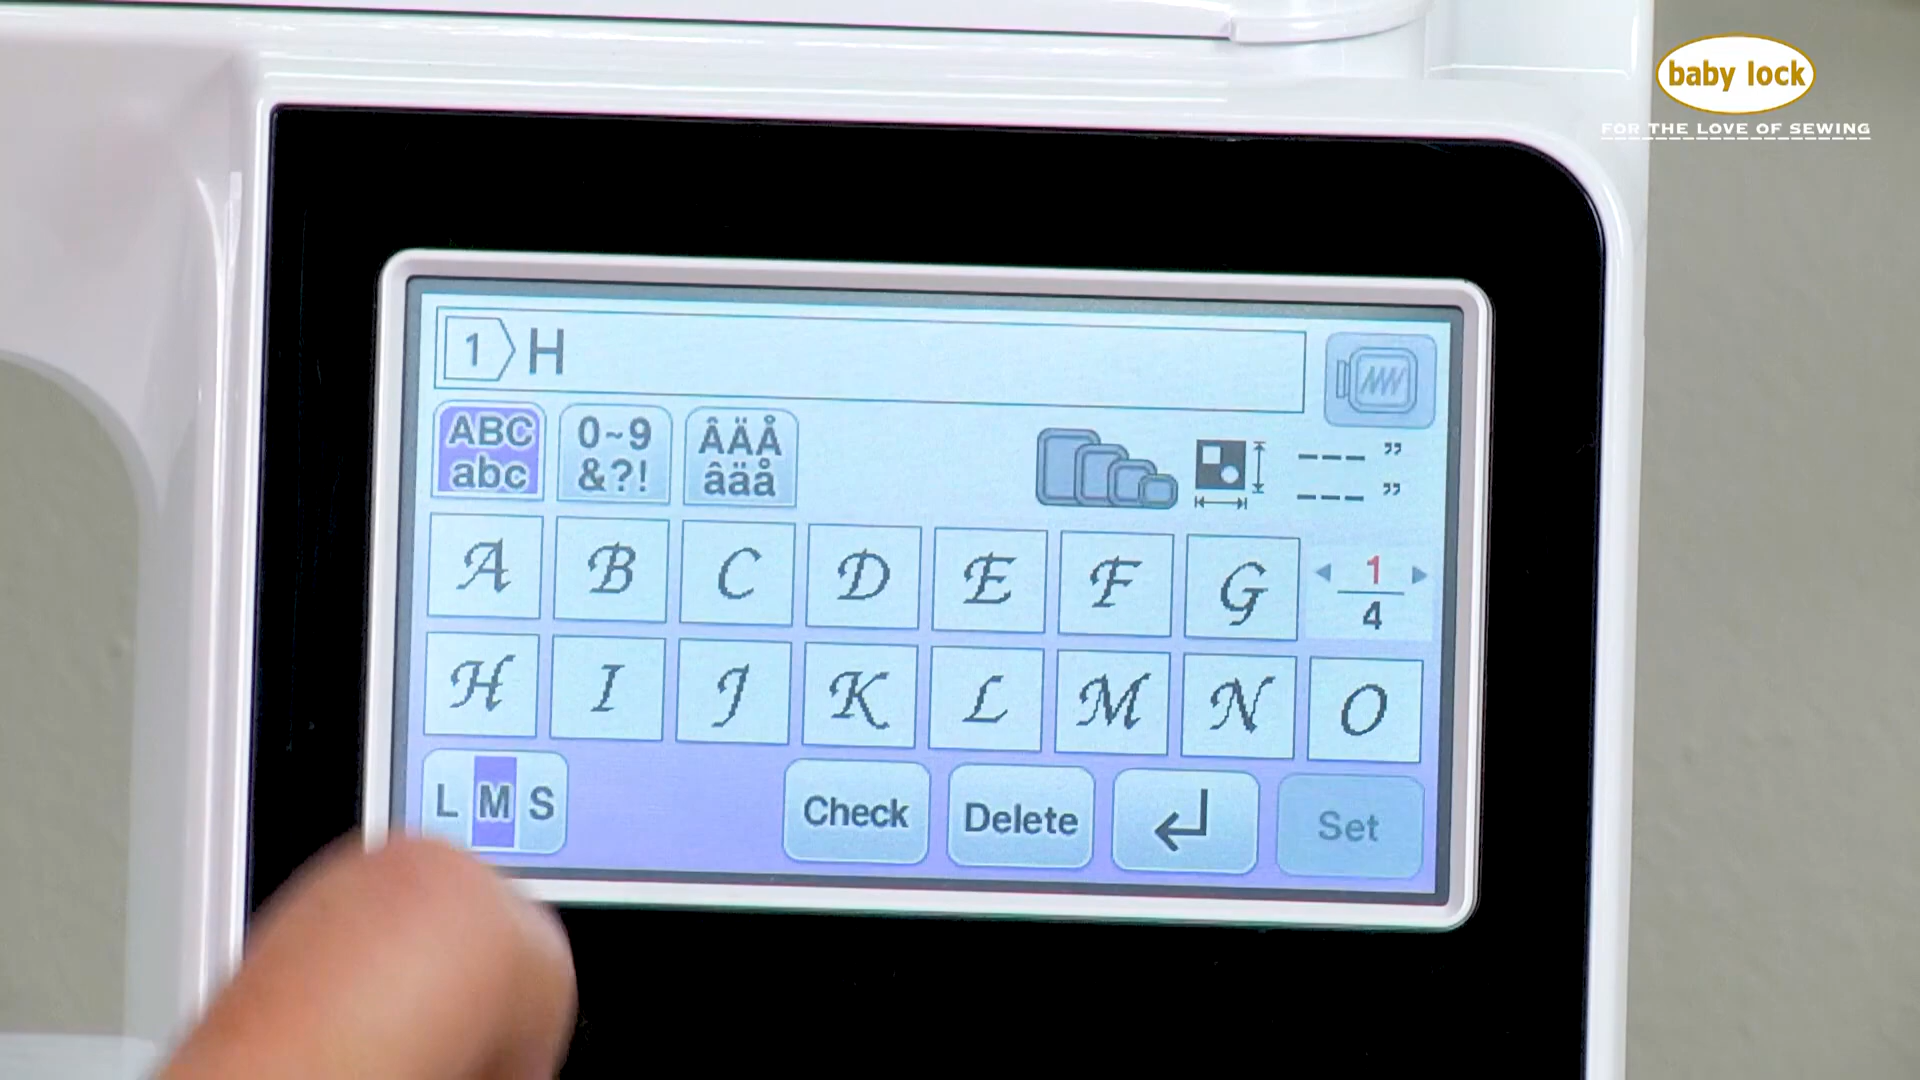 baby lock
FOR THE LOVE OF SEWING
1 H
ABC abc
0~9 &?!
ÂÄÅ âäå
--- "
--- "
A B C D E F G
1/4
H I J K L M N O
L M S
Check
Delete
Set